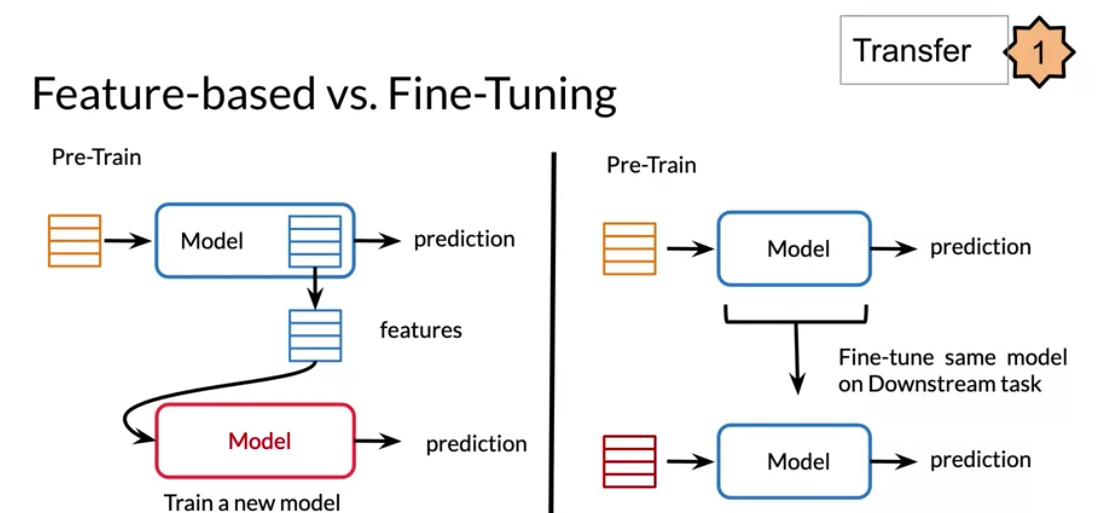 Transfer 1
Feature-based vs. Fine-Tuning
Pre-Train
Model
prediction
features
Model
prediction
Train a new model
Pre-Train
Model
prediction
Fine-tune same model
on Downstream task
Model
prediction